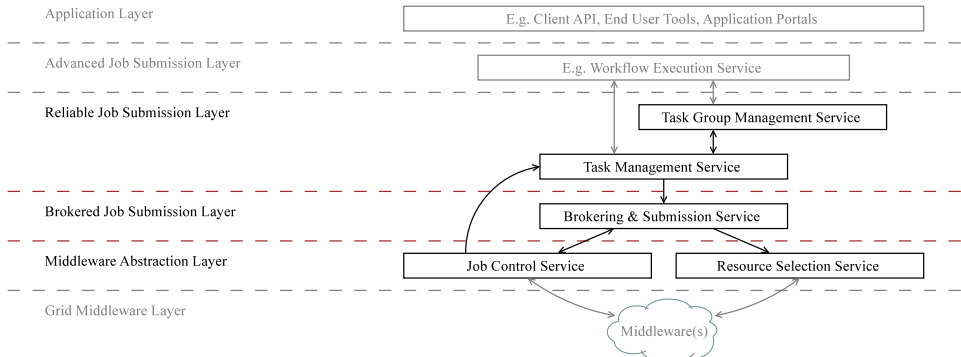 Application Layer
E.g. Client API, End User Tools, Application Portals
Advanced Job Submission Layer
E.g. Workflow Execution Service
Reliable Job Submission Layer
Task Group Management Service
Task Management Service
Brokered Job Submission Layer
Brokering & Submission Service
Middleware Abstraction Layer
Job Control Service
Resource Selection Service
Grid Middleware Layer
Middleware(s)